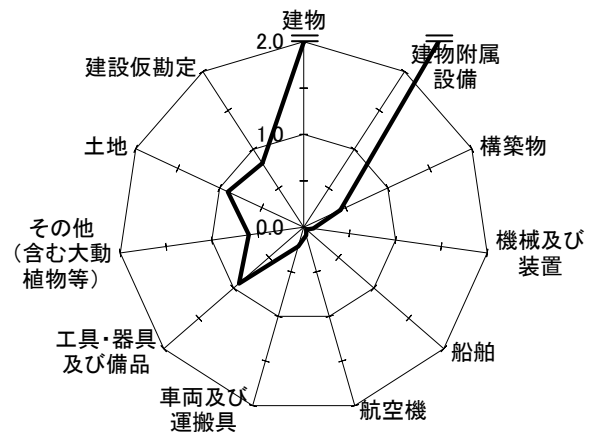 建物
2.0
建物附属
設備
建設仮勘定
1.0
土地
構築物
0.0
その他
（含む大動
植物等）
機械及び
装置
工具・器具
及び備品
船舶
車両及び
運搬具
航空機